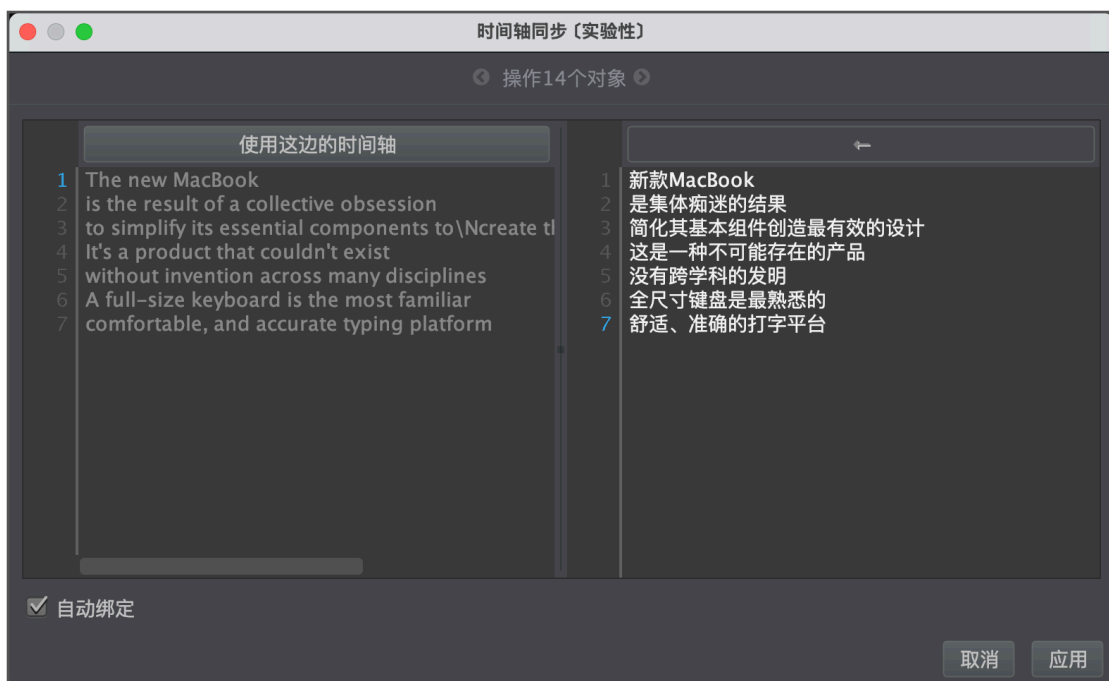 时间轴同步〔实验性〕
操作14个对象
使用这边的时间轴
←
1 The new MacBook
2 is the result of a collective obsession
3 to simplify its essential components to\Ncreate
4 It's a product that couldn't exist
5 without invention across many disciplines
6 A full-size keyboard is the most familiar
7 comfortable, and accurate typing platform
1 新款MacBook
2 是集体痴迷的结果
3 简化其基本组件创造最有效的设计
4 这是一种不可能存在的产品
5 没有跨学科的发明
6 全尺寸键盘是最熟悉的
7 舒适、准确的打字平台
自动绑定
取消
应用